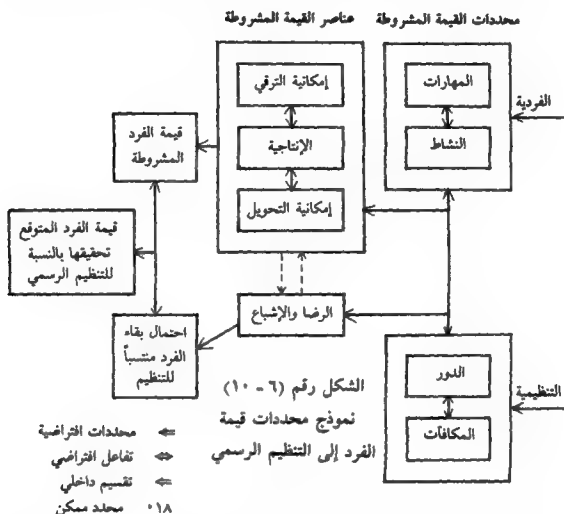 محددات القيمة المشروطة
عناصر القيمة المشروطة
الفردية
المهارات
النشاط
إمكانية الترقي
الإنتاجية
إمكانية التحويل
قيمة الفرد
المشروطة
قيمة الفرد المتوقع
تحقيقها بالنسبة
للتنظيم الرسمي
الرضا والإشباع
احتمال بقاء
الفرد منتسباً
للتنظيم
التنظيمية
الدور
المكافات
الشكل رقم (٦ - ١٠)
نموذج محددات قيمة
الفرد إلى التنظيم الرسمي
⇐ محددات افتراضية
⇔ تفاعل افتراضي
⇐ تقسيم داخلي
٠١٨ محدد ممكن